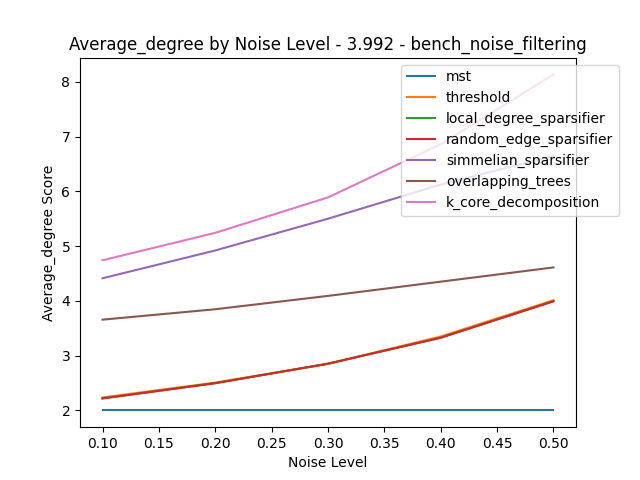 Average_degree by Noise Level - 3.992 - bench_noise_filtering
mst
threshold
local_degree_sparsifier
random_edge_sparsifier
simmelian_sparsifier
overlapping_trees
k_core_decomposition
Average_degree Score
8
7
6
5
4
3
2
0.10 0.15 0.20 0.25 0.30 0.35 0.40 0.45 0.50
Noise Level